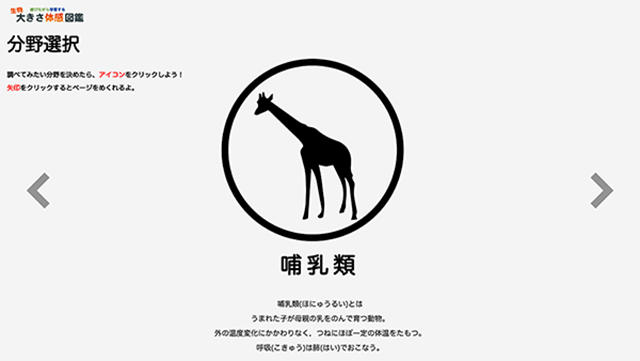 遊びながら学習する
生物
大きさ体感図鑑
分野選択
調べてみたい分野を決めたら、アイコンをクリックしよう！
矢印をクリックするとページをめくれるよ。
哺乳類
哺乳類(ほにゅうるい)とは
うまれた子が母親の乳をのんで育つ動物。
外の温度変化にかかわりなく、つねにほぼ一定の体温をたもつ。
呼吸(こきゅう)は肺(はい)でおこなう。